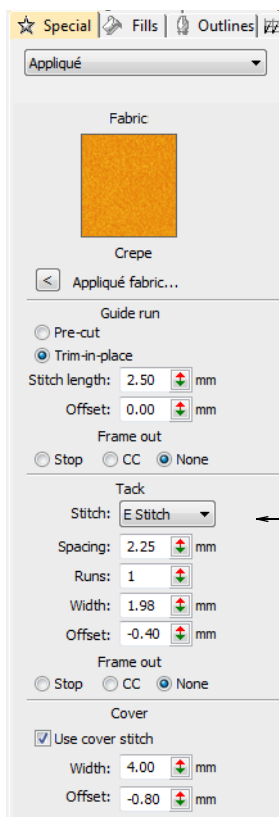 Special Fills Outlines
Appliqué
Fabric
Crepe
< Appliqué fabric...
Guide run
Pre-cut
Trim-in-place
Stitch length: 2.50 mm
Offset: 0.00 mm
Frame out
Stop CC None
Tack
Stitch: E Stitch
Spacing: 2.25 mm
Runs: 1
Width: 1.98 mm
Offset: -0.40 mm
Frame out
Stop CC None
Cover
Use cover stitch
Width: 4.00 mm
Offset: -0.80 mm